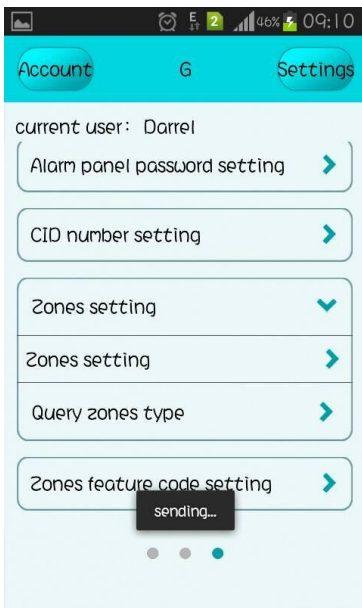 E 2 46% 09:10
Account G Settings
current user: Darrel
Alarm panel password setting
CID number setting
Zones setting
Zones setting
Query zones type
Zones feature code setting
sending...